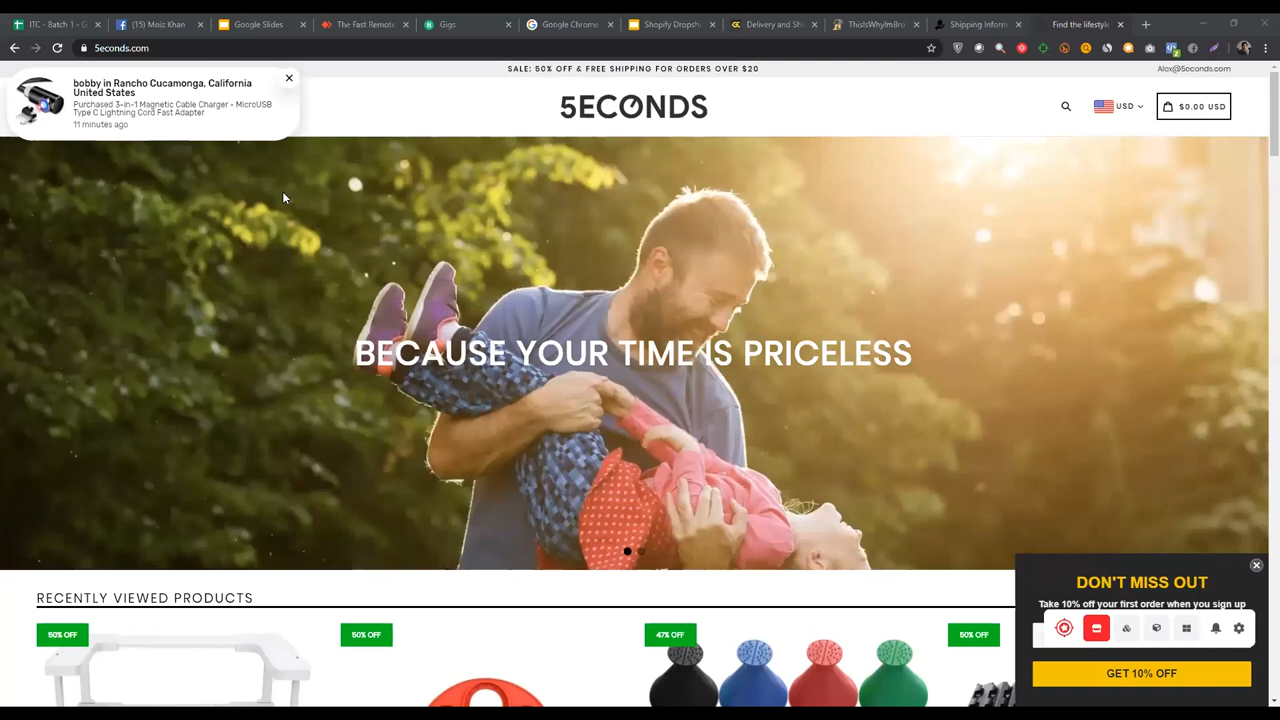 ITC - Batch 1 - G
(15) Moiz Khan
Google Slides
The Fast Remote
Gigs
Google Chrome
Shopify Dropshi
Delivery and Shi
ThisIsWhyImBro
Shipping Inform
Find the lifestyle
5econds.com
SALE: 50% OFF & FREE SHIPPING FOR ORDERS OVER $20
Alex@5econds.com
bobby in Rancho Cucamonga, California
United States
Purchased 3-in-1 Magnetic Cable Charger - MicroUSB
Type C Lightning Cord Fast Adapter
11 minutes ago
5ECONDS
USD
$0.00 USD
BECAUSE YOUR TIME IS PRICELESS
RECENTLY VIEWED PRODUCTS
50% OFF
50% OFF
47% OFF
50% OFF
DON'T MISS OUT
Take 10% off your first order when you sign up
GET 10% OFF